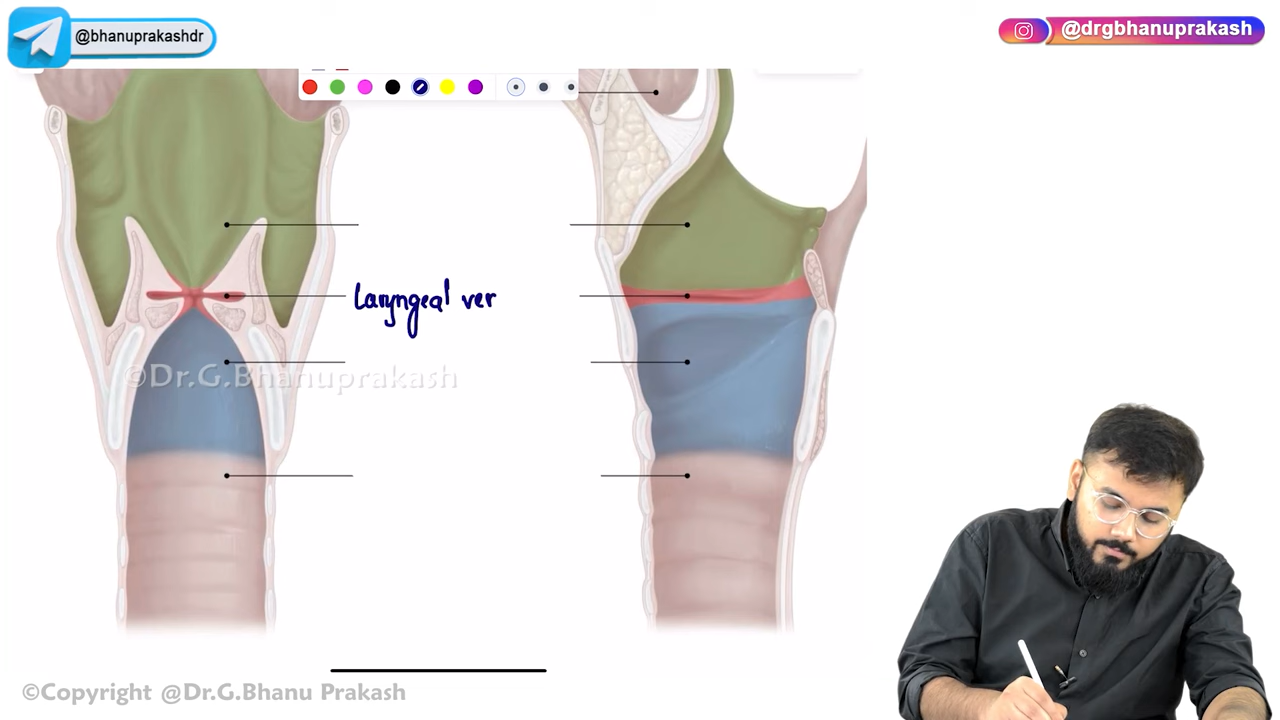 @bhanuprakashdr
@drgbhanuprakash
Laryngeal ver
©Dr.G.Bhanuprakash
©Copyright @Dr.G.Bhanu Prakash